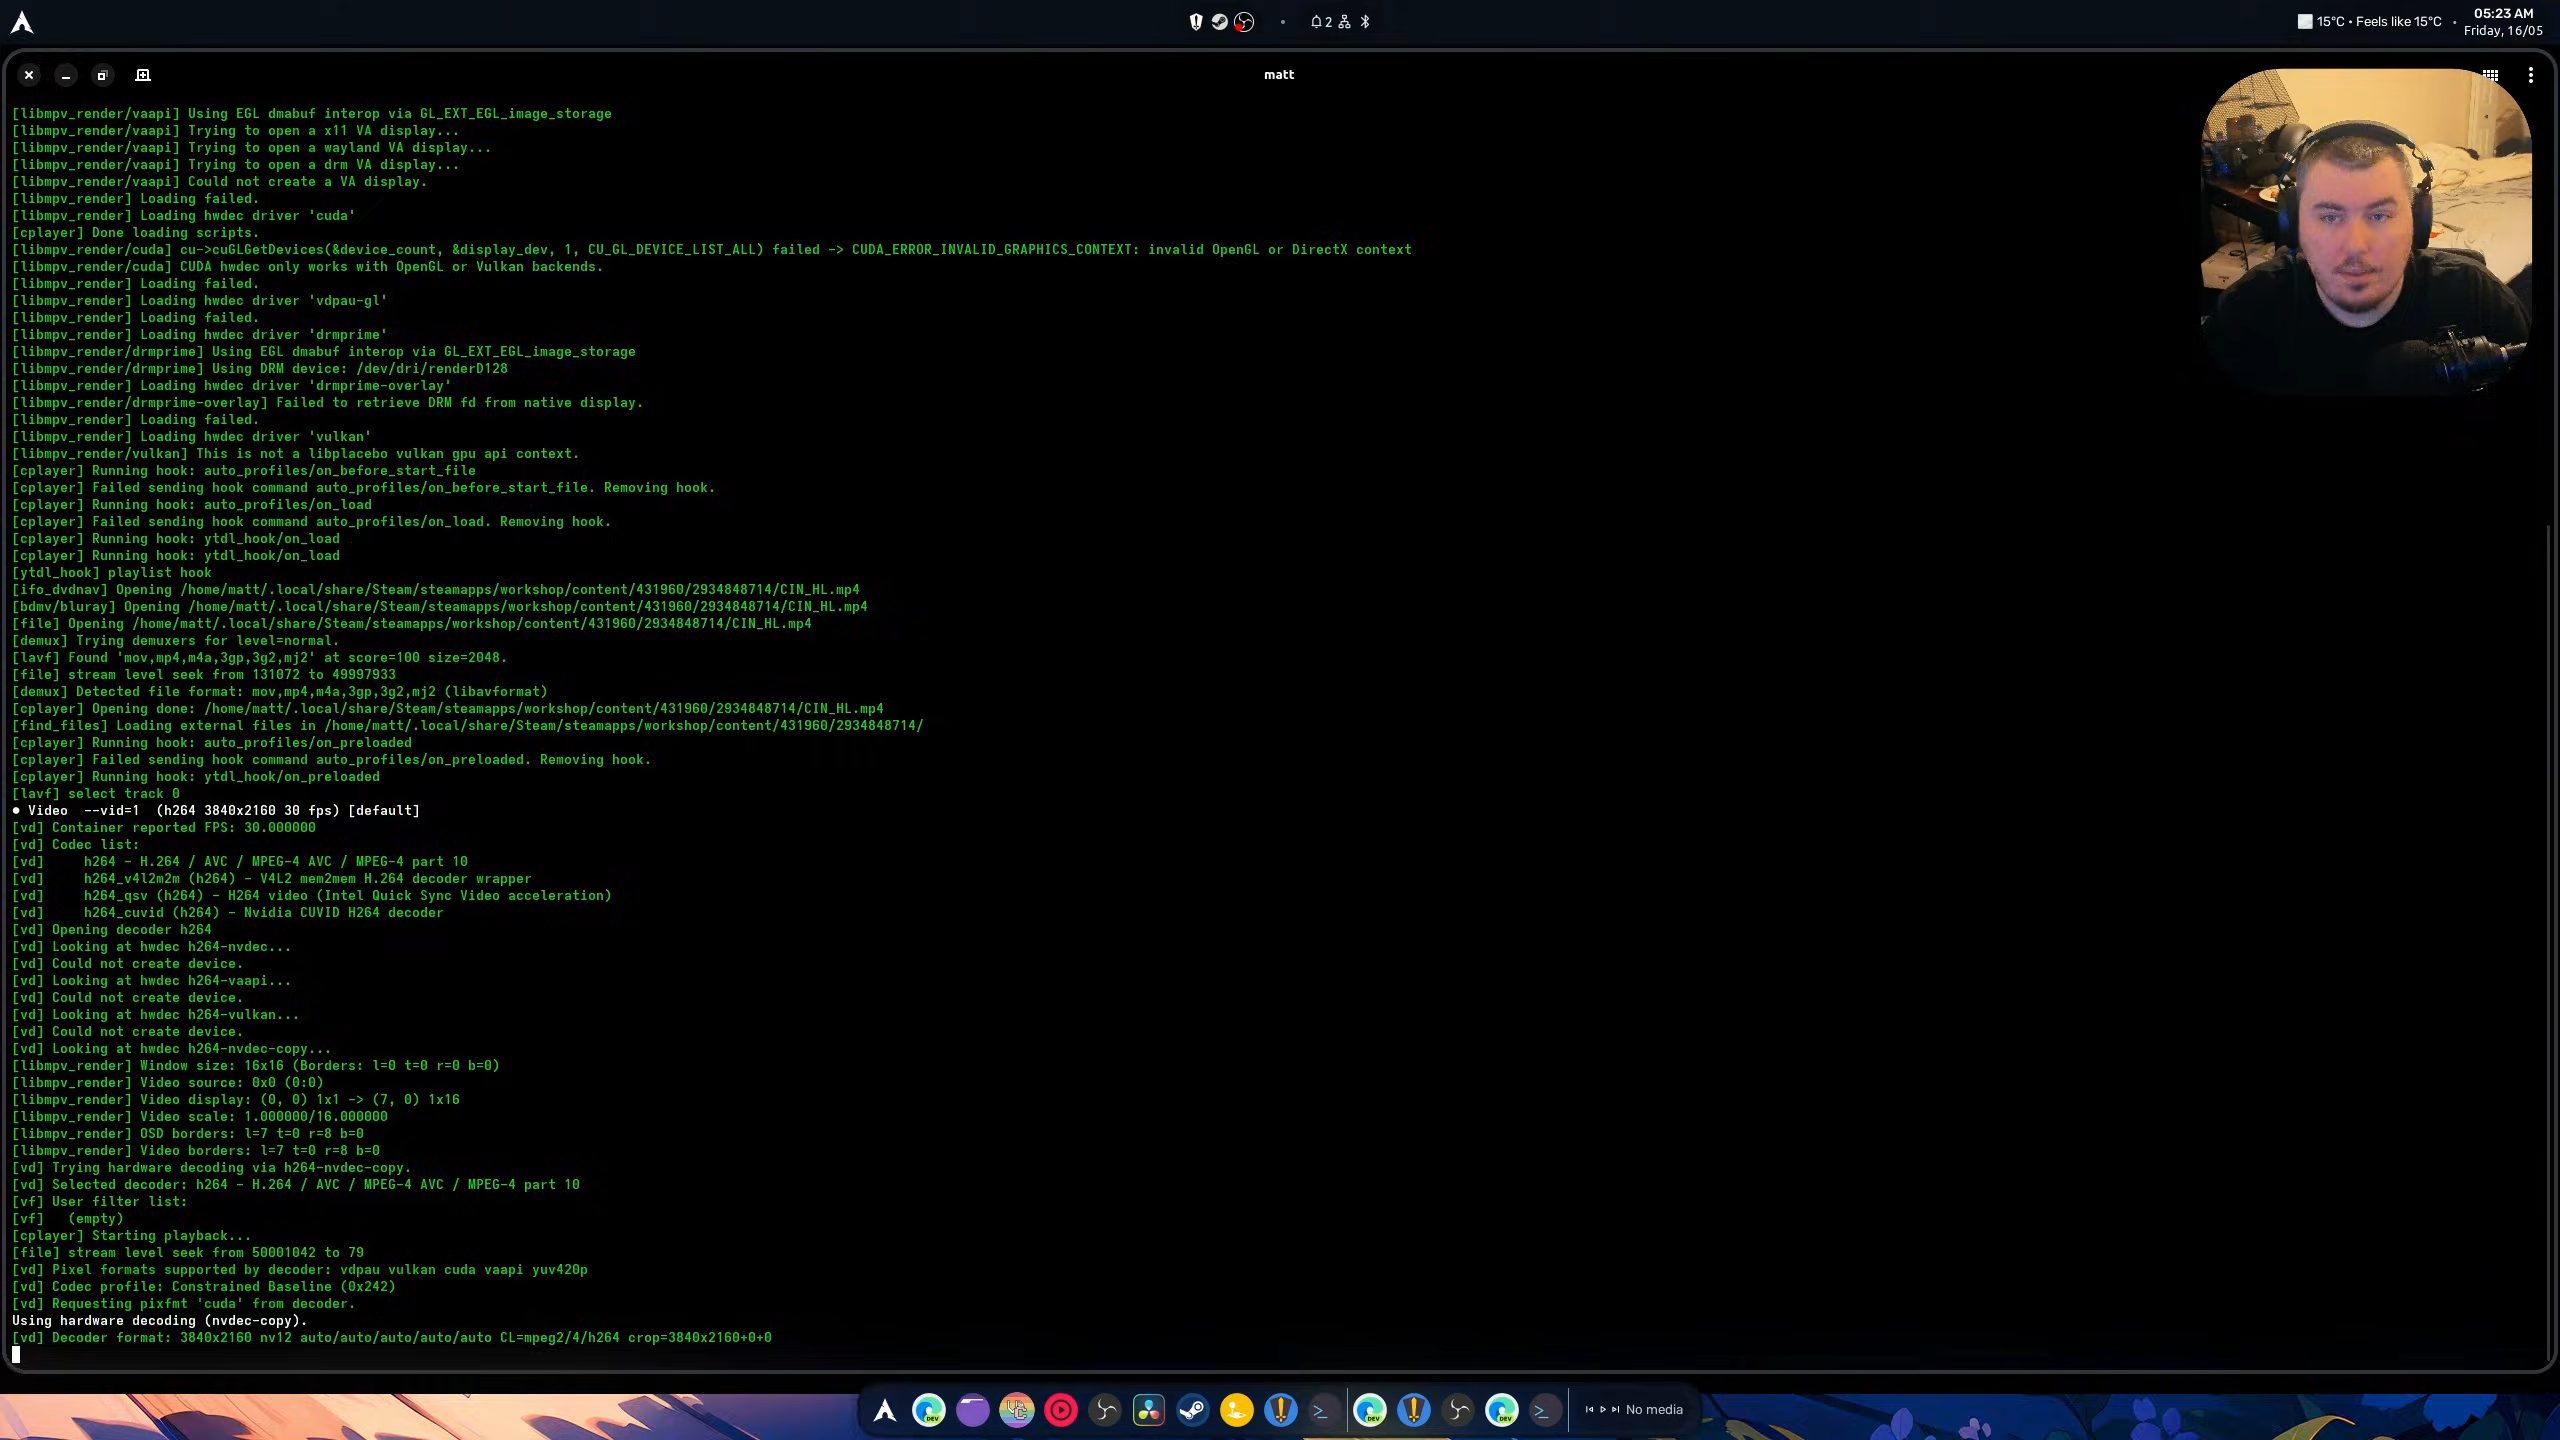 15°C • Feels like 15°C
05:23 AM
Friday, 16/05
2
matt
[libmpv_render/vaapi] Using EGL dmabuf interop via GL_EXT_EGL_image_storage
[libmpv_render/vaapi] Trying to open a x11 VA display...
[libmpv_render/vaapi] Trying to open a wayland VA display...
[libmpv_render/vaapi] Trying to open a drm VA display...
[libmpv_render/vaapi] Could not create a VA display.
[libmpv_render] Loading failed.
[libmpv_render] Loading hwdec driver 'cuda'
[cplayer] Done loading scripts.
[libmpv_render/cuda] cu->cuGLGetDevices(&device_count, &display_dev, 1, CU_GL_DEVICE_LIST_ALL) failed -> CUDA_ERROR_INVALID_GRAPHICS_CONTEXT: invalid OpenGL or DirectX context
[libmpv_render/cuda] CUDA hwdec only works with OpenGL or Vulkan backends.
[libmpv_render] Loading failed.
[libmpv_render] Loading hwdec driver 'vdpau-gl'
[libmpv_render] Loading failed.
[libmpv_render] Loading hwdec driver 'drmprime'
[libmpv_render/drmprime] Using EGL dmabuf interop via GL_EXT_EGL_image_storage
[libmpv_render/drmprime] Using DRM device: /dev/dri/renderD128
[libmpv_render] Loading hwdec driver 'drmprime-overlay'
[libmpv_render/drmprime-overlay] Failed to retrieve DRM fd from native display.
[libmpv_render] Loading failed.
[libmpv_render] Loading hwdec driver 'vulkan'
[libmpv_render/vulkan] This is not a libplacebo vulkan gpu api context.
[cplayer] Running hook: auto_profiles/on_before_start_file
[cplayer] Failed sending hook command auto_profiles/on_before_start_file. Removing hook.
[cplayer] Running hook: auto_profiles/on_load
[cplayer] Failed sending hook command auto_profiles/on_load. Removing hook.
[cplayer] Running hook: ytdl_hook/on_load
[cplayer] Running hook: ytdl_hook/on_load
[ytdl_hook] playlist hook
[ifo_dvdnav] Opening /home/matt/.local/share/Steam/steamapps/workshop/content/431960/2934848714/CIN_HL.mp4
[bdmv/bluray] Opening /home/matt/.local/share/Steam/steamapps/workshop/content/431960/2934848714/CIN_HL.mp4
[file] Opening /home/matt/.local/share/Steam/steamapps/workshop/content/431960/2934848714/CIN_HL.mp4
[demux] Trying demuxers for level=normal.
[lavf] Found 'mov,mp4,m4a,3gp,3g2,mj2' at score=100 size=2048.
[file] stream level seek from 131072 to 49997933
[demux] Detected file format: mov,mp4,m4a,3gp,3g2,mj2 (libavformat)
[cplayer] Opening done: /home/matt/.local/share/Steam/steamapps/workshop/content/431960/2934848714/CIN_HL.mp4
[find_files] Loading external files in /home/matt/.local/share/Steam/steamapps/workshop/content/431960/2934848714/
[cplayer] Running hook: auto_profiles/on_preloaded
[cplayer] Failed sending hook command auto_profiles/on_preloaded. Removing hook.
[cplayer] Running hook: ytdl_hook/on_preloaded
[lavf] select track 0
● Video  --vid=1  (h264 3840x2160 30 fps) [default]
[vd] Container reported FPS: 30.000000
[vd] Codec list:
[vd]     h264 - H.264 / AVC / MPEG-4 AVC / MPEG-4 part 10
[vd]     h264_v4l2m2m (h264) - V4L2 mem2mem H.264 decoder wrapper
[vd]     h264_qsv (h264) - H264 video (Intel Quick Sync Video acceleration)
[vd]     h264_cuvid (h264) - Nvidia CUVID H264 decoder
[vd] Opening decoder h264
[vd] Looking at hwdec h264-nvdec...
[vd] Could not create device.
[vd] Looking at hwdec h264-vaapi...
[vd] Could not create device.
[vd] Looking at hwdec h264-vulkan...
[vd] Could not create device.
[vd] Looking at hwdec h264-nvdec-copy...
[libmpv_render] Window size: 16x16 (Borders: l=0 t=0 r=0 b=0)
[libmpv_render] Video source: 0x0 (0:0)
[libmpv_render] Video display: (0, 0) 1x1 -> (7, 0) 1x16
[libmpv_render] Video scale: 1.000000/16.000000
[libmpv_render] OSD borders: l=7 t=0 r=8 b=0
[libmpv_render] Video borders: l=7 t=0 r=8 b=0
[vd] Trying hardware decoding via h264-nvdec-copy.
[vd] Selected decoder: h264 - H.264 / AVC / MPEG-4 AVC / MPEG-4 part 10
[vf] User filter list:
[vf]   (empty)
[cplayer] Starting playback...
[file] stream level seek from 50001042 to 79
[vd] Pixel formats supported by decoder: vdpau vulkan cuda vaapi yuv420p
[vd] Codec profile: Constrained Baseline (0x242)
[vd] Requesting pixfmt 'cuda' from decoder.
Using hardware decoding (nvdec-copy).
[vd] Decoder format: 3840x2160 nv12 auto/auto/auto/auto/auto CL=mpeg2/4/h264 crop=3840x2160+0+0
DEV
DEV
DEV
No media